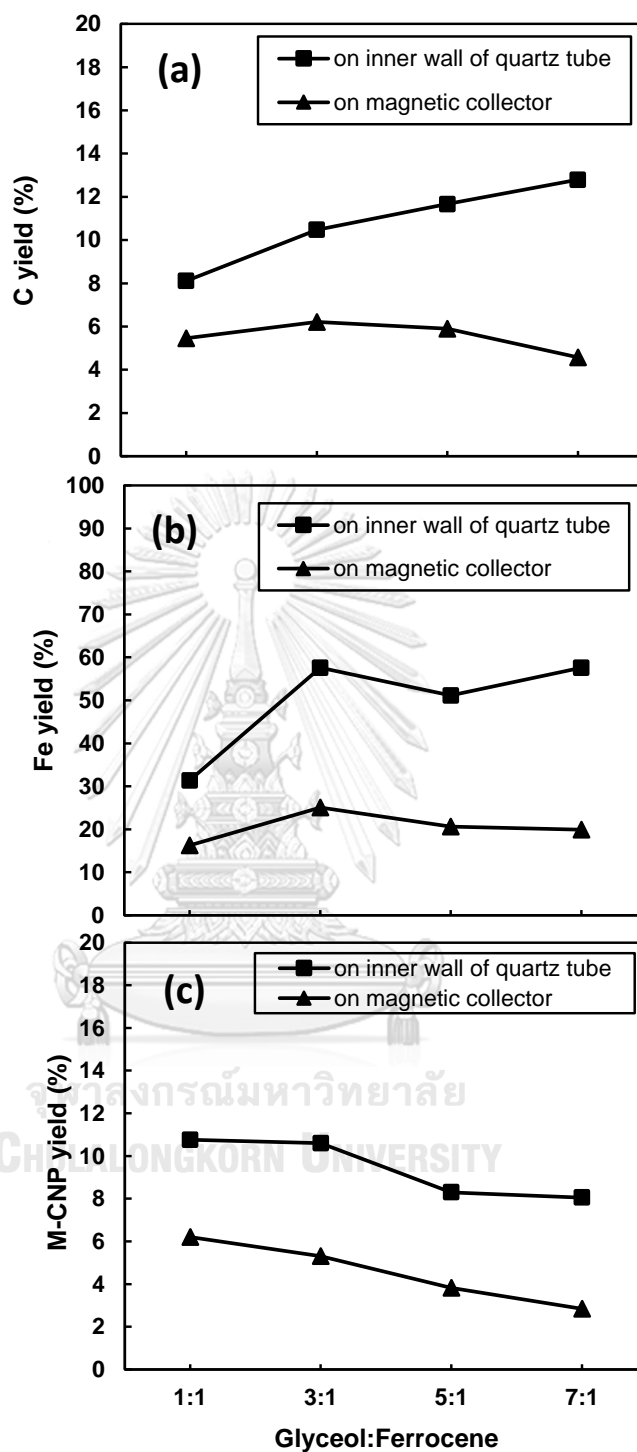 20
18
16
14
12
10
8
6
4
2
0
C yield (%)
(a)
on inner wall of quartz tube
on magnetic collector
100
90
80
70
60
50
40
30
20
10
0
Fe yield (%)
(b)
on inner wall of quartz tube
on magnetic collector
20
18
16
14
12
10
8
6
4
2
0
M-CNP yield (%)
(c)
on inner wall of quartz tube
on magnetic collector
จุฬาลงกรณ์มหาวิทยาลัย
CHULALONGKORN UNIVERSITY
1:1 3:1 5:1 7:1
Glyceol:Ferrocene